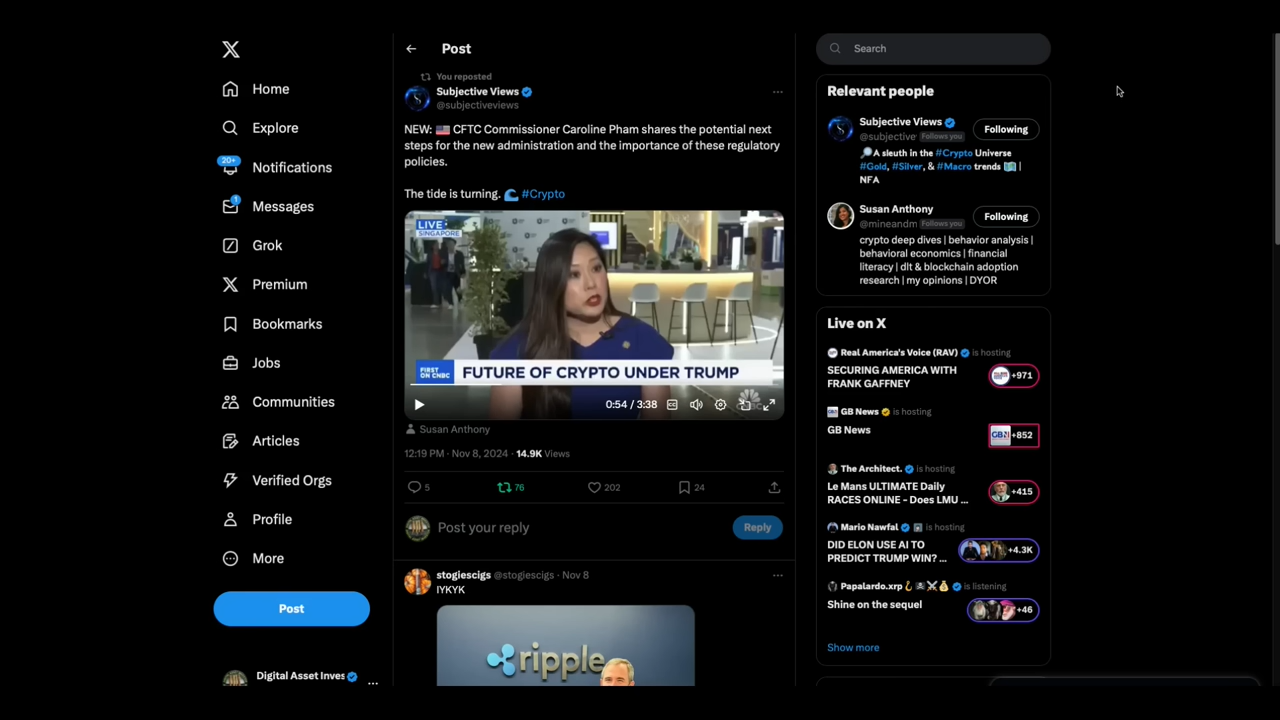 Home
Explore
20+
Notifications
1
Messages
Grok
Premium
Bookmarks
Jobs
Communities
Articles
Verified Orgs
Profile
More
Post
Digital Asset Inves
Post
You reposted
Subjective Views
@subjectiveviews
NEW: 🇺🇸 CFTC Commissioner Caroline Pham shares the potential next
steps for the new administration and the importance of these regulatory
policies.
The tide is turning. 🌊 #Crypto
LIVE
SINGAPORE
FIRST
ON CNBC
FUTURE OF CRYPTO UNDER TRUMP
0:54 / 3:38
Susan Anthony
12:19 PM · Nov 8, 2024 · 14.9K Views
5
76
202
24
Post your reply
Reply
stogiescigs @stogiescigs · Nov 8
IYKYK
ripple
Search
Relevant people
Subjective Views
@subjective Follows you
Following
🔎A sleuth in the #Crypto Universe
#Gold, #Silver, & #Macro trends 🗺️ |
NFA
Susan Anthony
@mineandm Follows you
Following
crypto deep dives | behavior analysis |
behavioral economics | financial
literacy | dlt & blockchain adoption
research | my opinions | DYOR
Live on X
Real America's Voice (RAV) is hosting
SECURING AMERICA WITH
FRANK GAFFNEY
+971
GB News is hosting
GB News
GBN
+852
The Architect. is hosting
Le Mans ULTIMATE Daily
RACES ONLINE - Does LMU ...
+415
Mario Nawfal is hosting
DID ELON USE AI TO
PREDICT TRUMP WIN? ...
+4.3K
Papalardo.xrp is listening
Shine on the sequel
+46
Show more